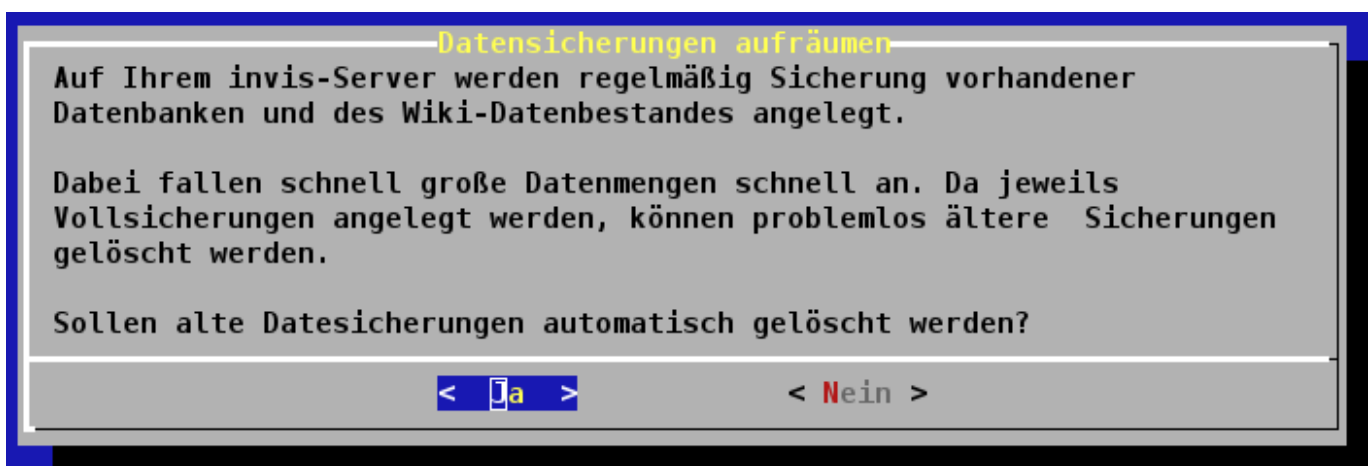 Datensicherungen aufräumen
Auf Ihrem invis-Server werden regelmäßig Sicherung vorhandener
Datenbanken und des Wiki-Datenbestandes angelegt.
Dabei fallen schnell große Datenmengen schnell an. Da jeweils
Vollsicherungen angelegt werden, können problemlos ältere  Sicherungen
gelöscht werden.
Sollen alte Datesicherungen automatisch gelöscht werden?
<  Ja  > < Nein >